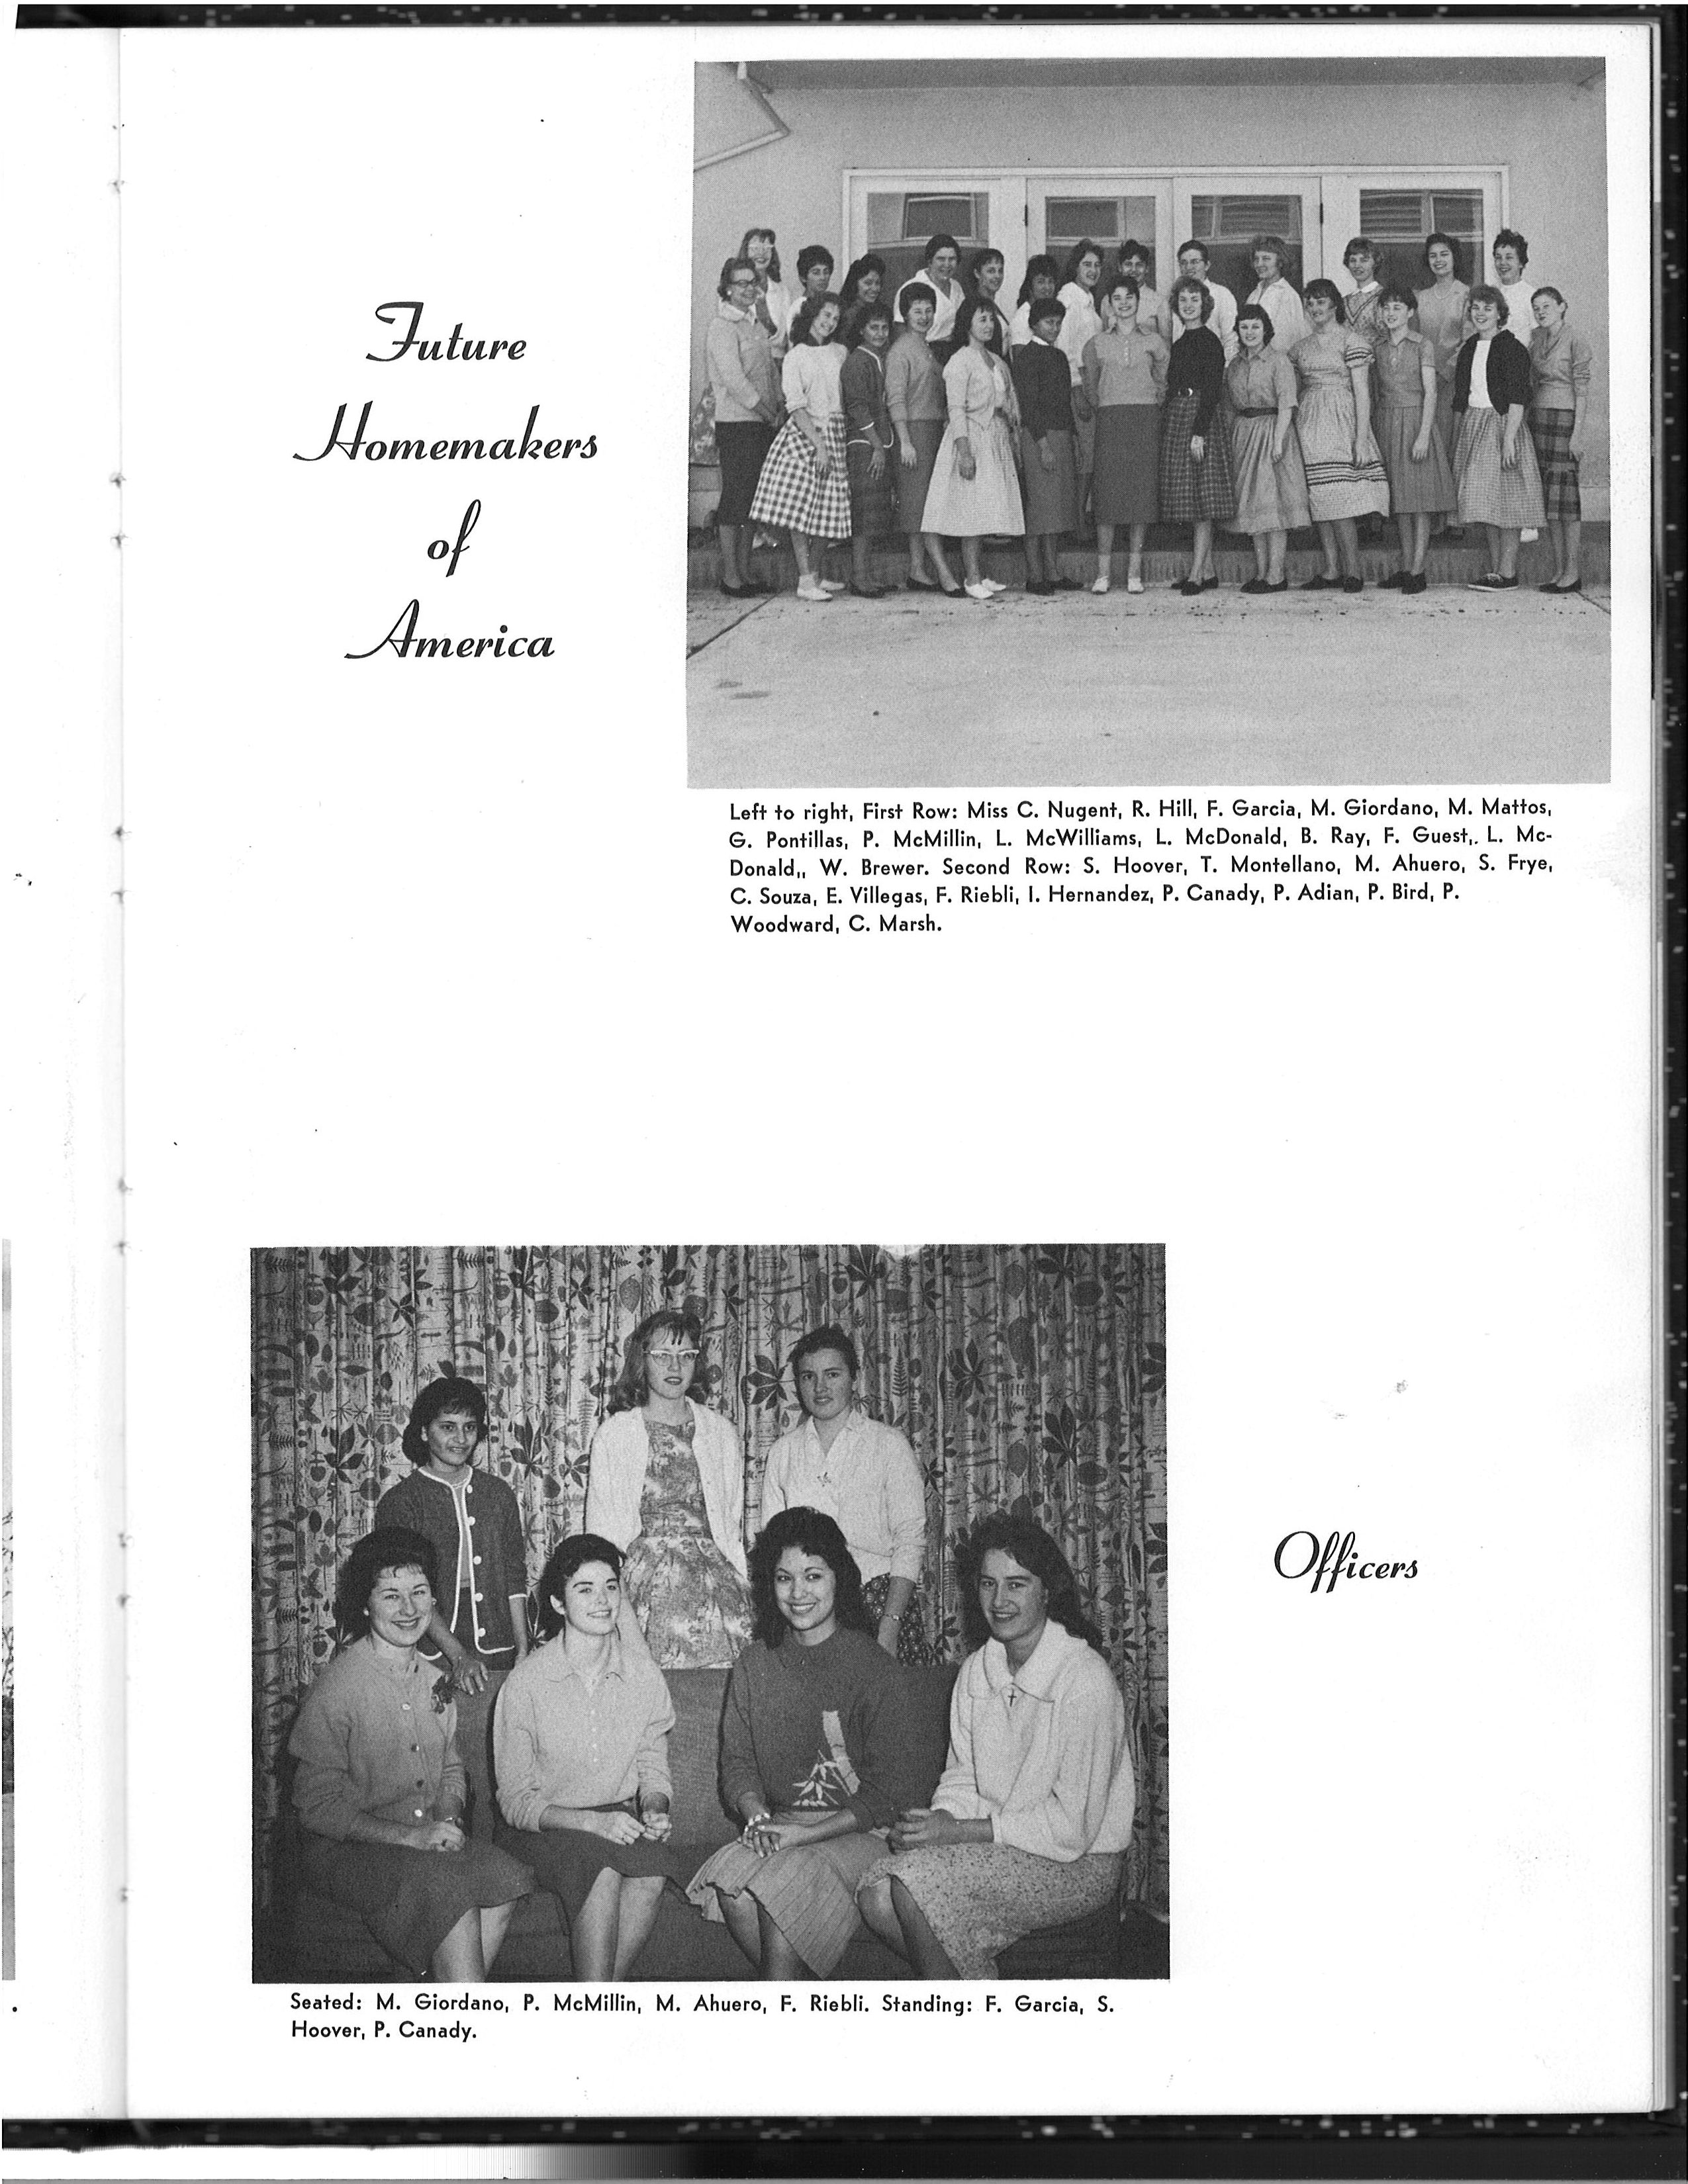 Future
Homemakers
of
America
Left to right, First Row: Miss C. Nugent, R. Hill, F. Garcia, M. Giordano, M. Mattos,
G. Pontillas, P. McMillin, L. McWilliams, L. McDonald, B. Ray, F. Guest,. L. Mc-
Donald,, W. Brewer. Second Row: S. Hoover, T. Montellano, M. Ahuero, S. Frye,
C. Souza, E. Villegas, F. Riebli, I. Hernandez, P. Canady, P. Adian, P. Bird, P.
Woodward, C. Marsh.
Officers
Seated: M. Giordano, P. McMillin, M. Ahuero, F. Riebli. Standing: F. Garcia, S.
Hoover, P. Canady.